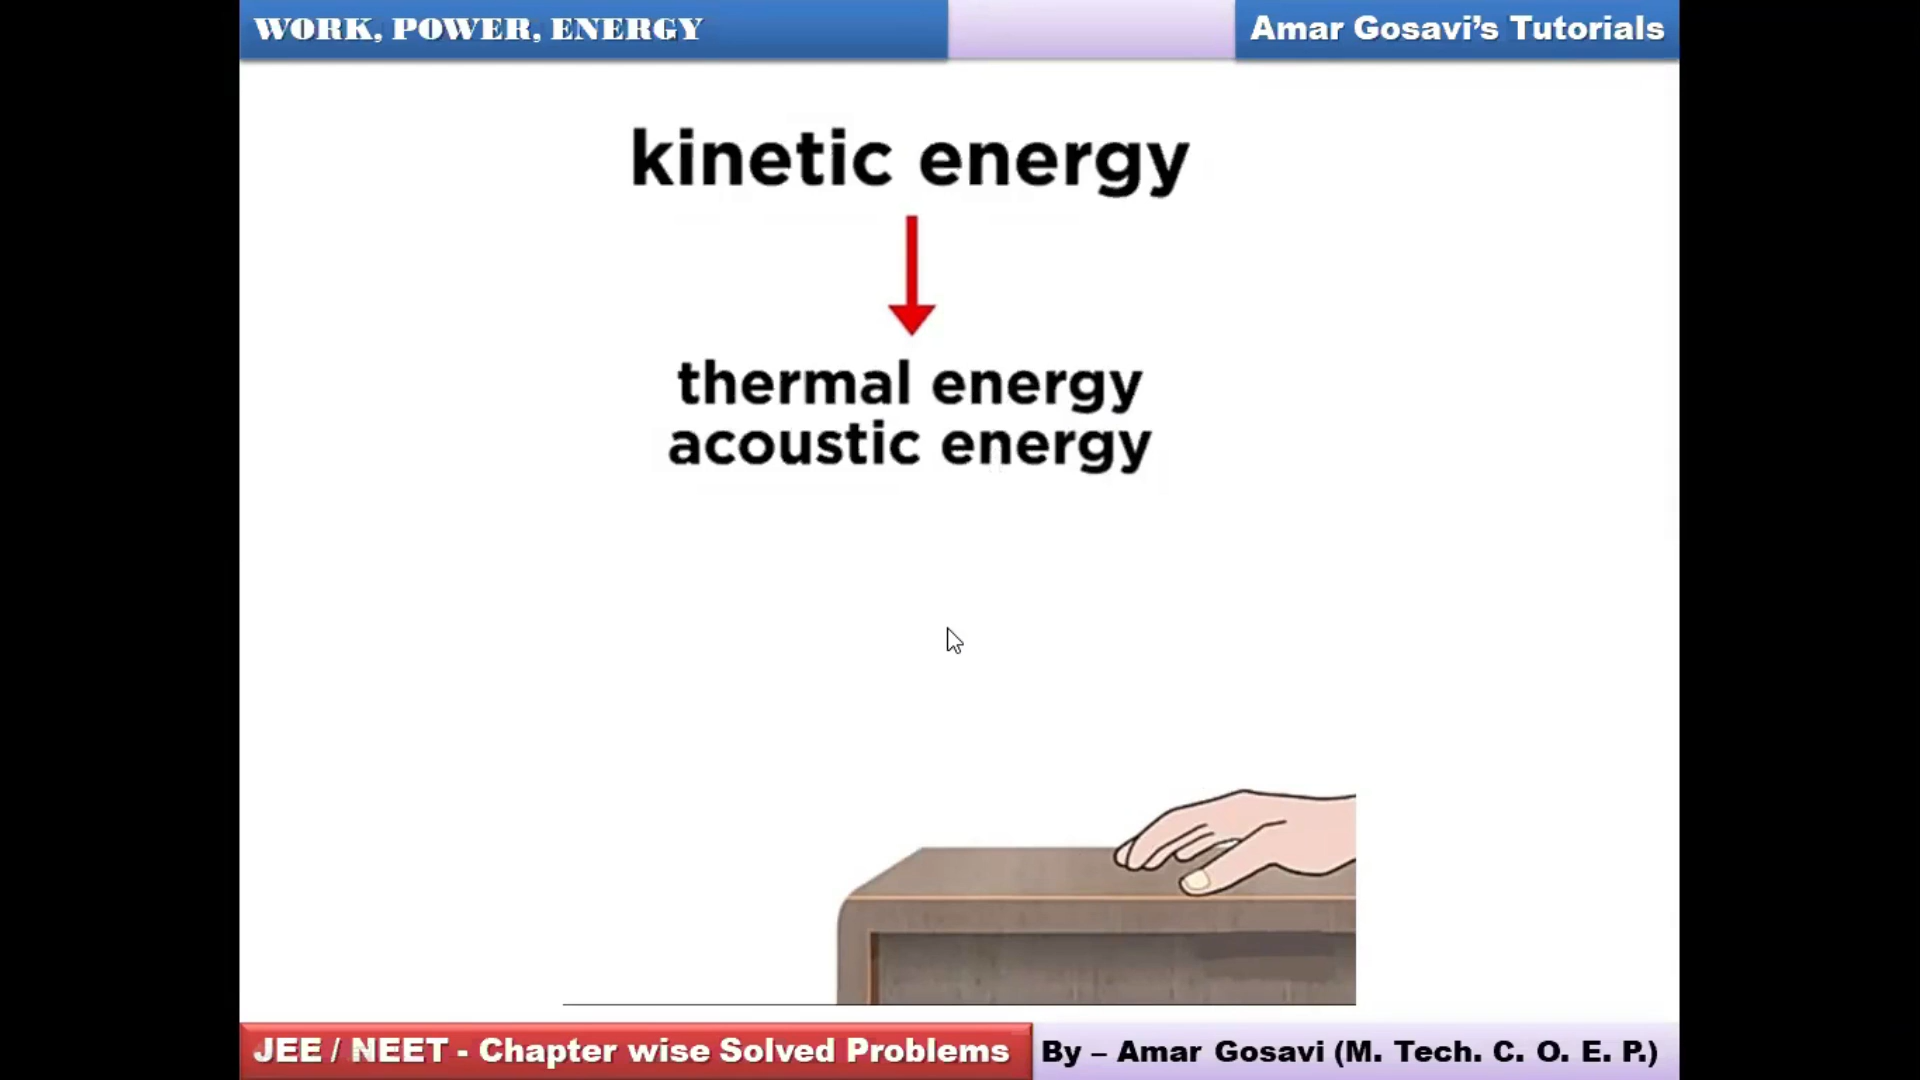 WORK, POWER, ENERGY
Amar Gosavi’s Tutorials
kinetic energy
thermal energy
acoustic energy
JEE / NEET - Chapter wise Solved Problems
By – Amar Gosavi (M. Tech. C. O. E. P.)